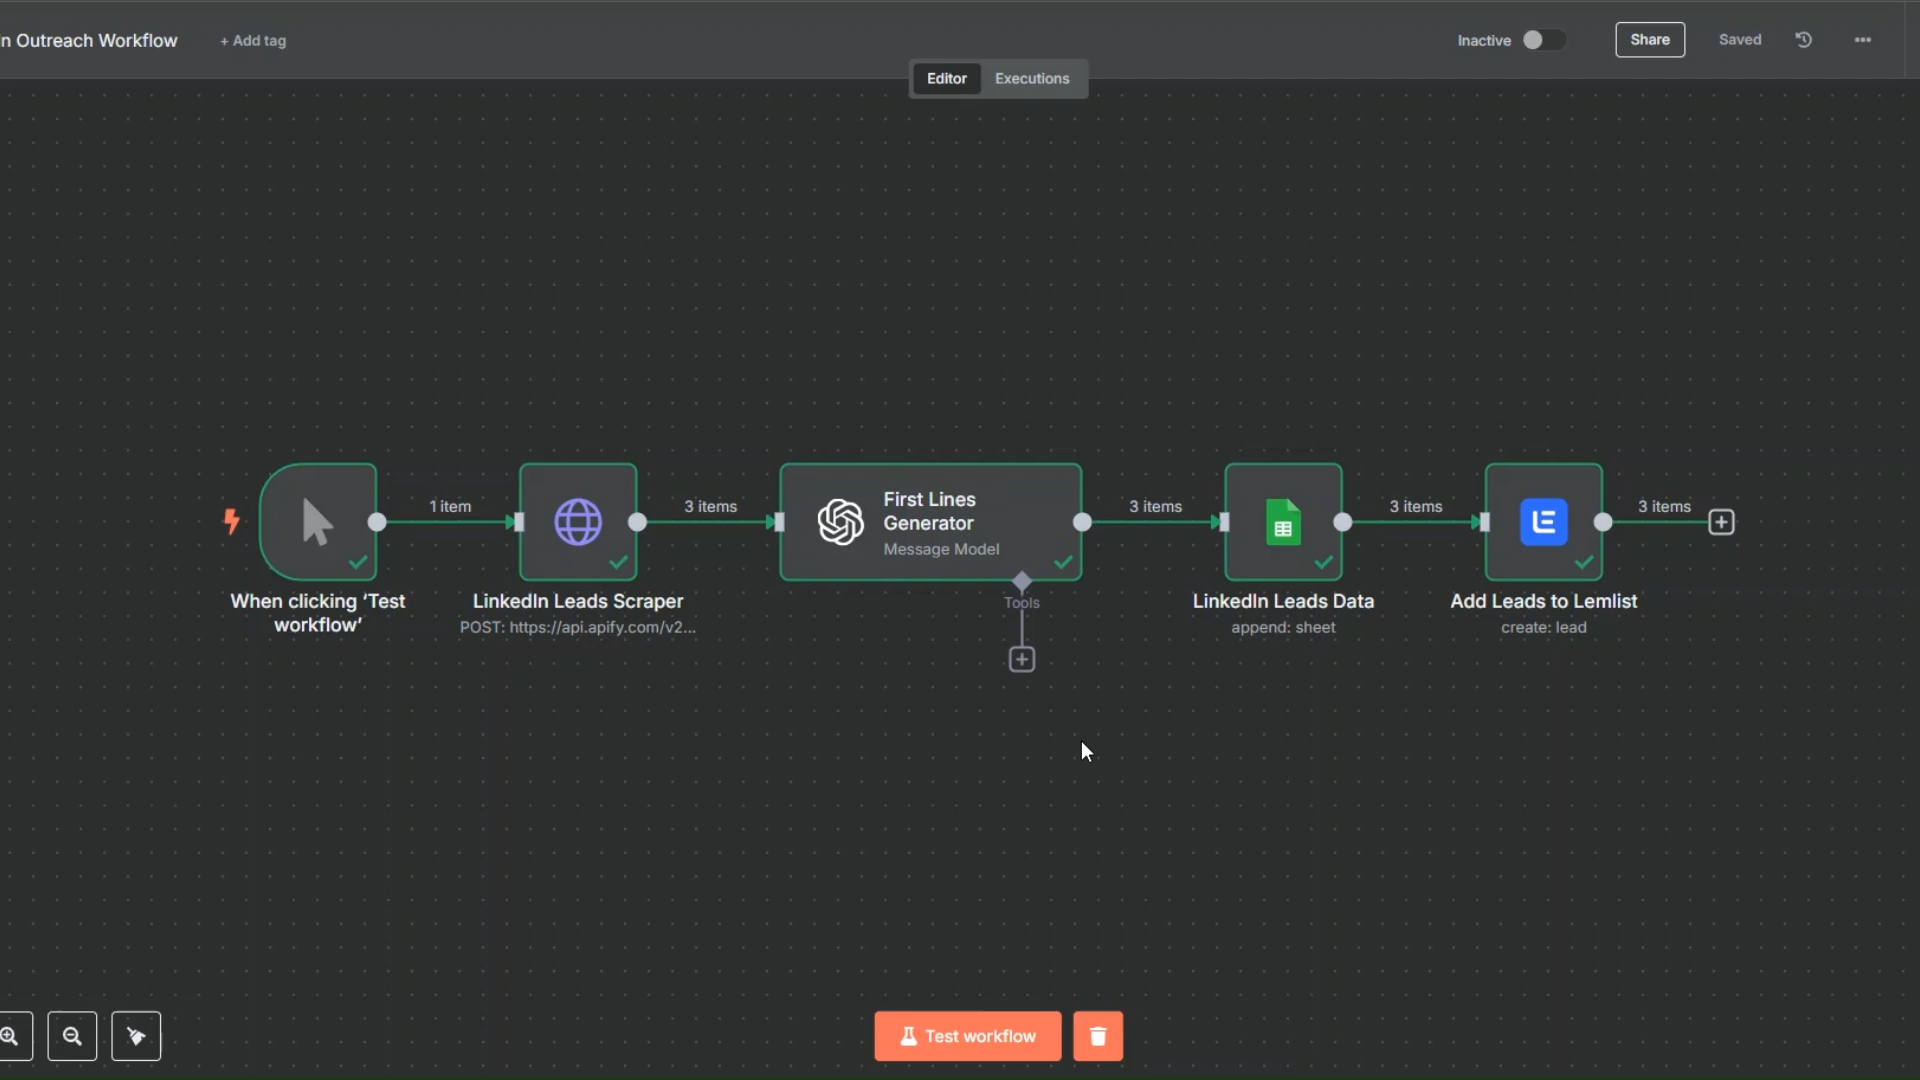 n Outreach Workflow
+ Add tag
Inactive
Share
Saved
Editor
Executions
1 item
3 items
First Lines
Generator
Message Model
3 items
3 items
3 items
Tools
When clicking ‘Test
workflow’
LinkedIn Leads Scraper
POST: https://api.apify.com/v2...
LinkedIn Leads Data
append: sheet
Add Leads to Lemlist
create: lead
Test workflow